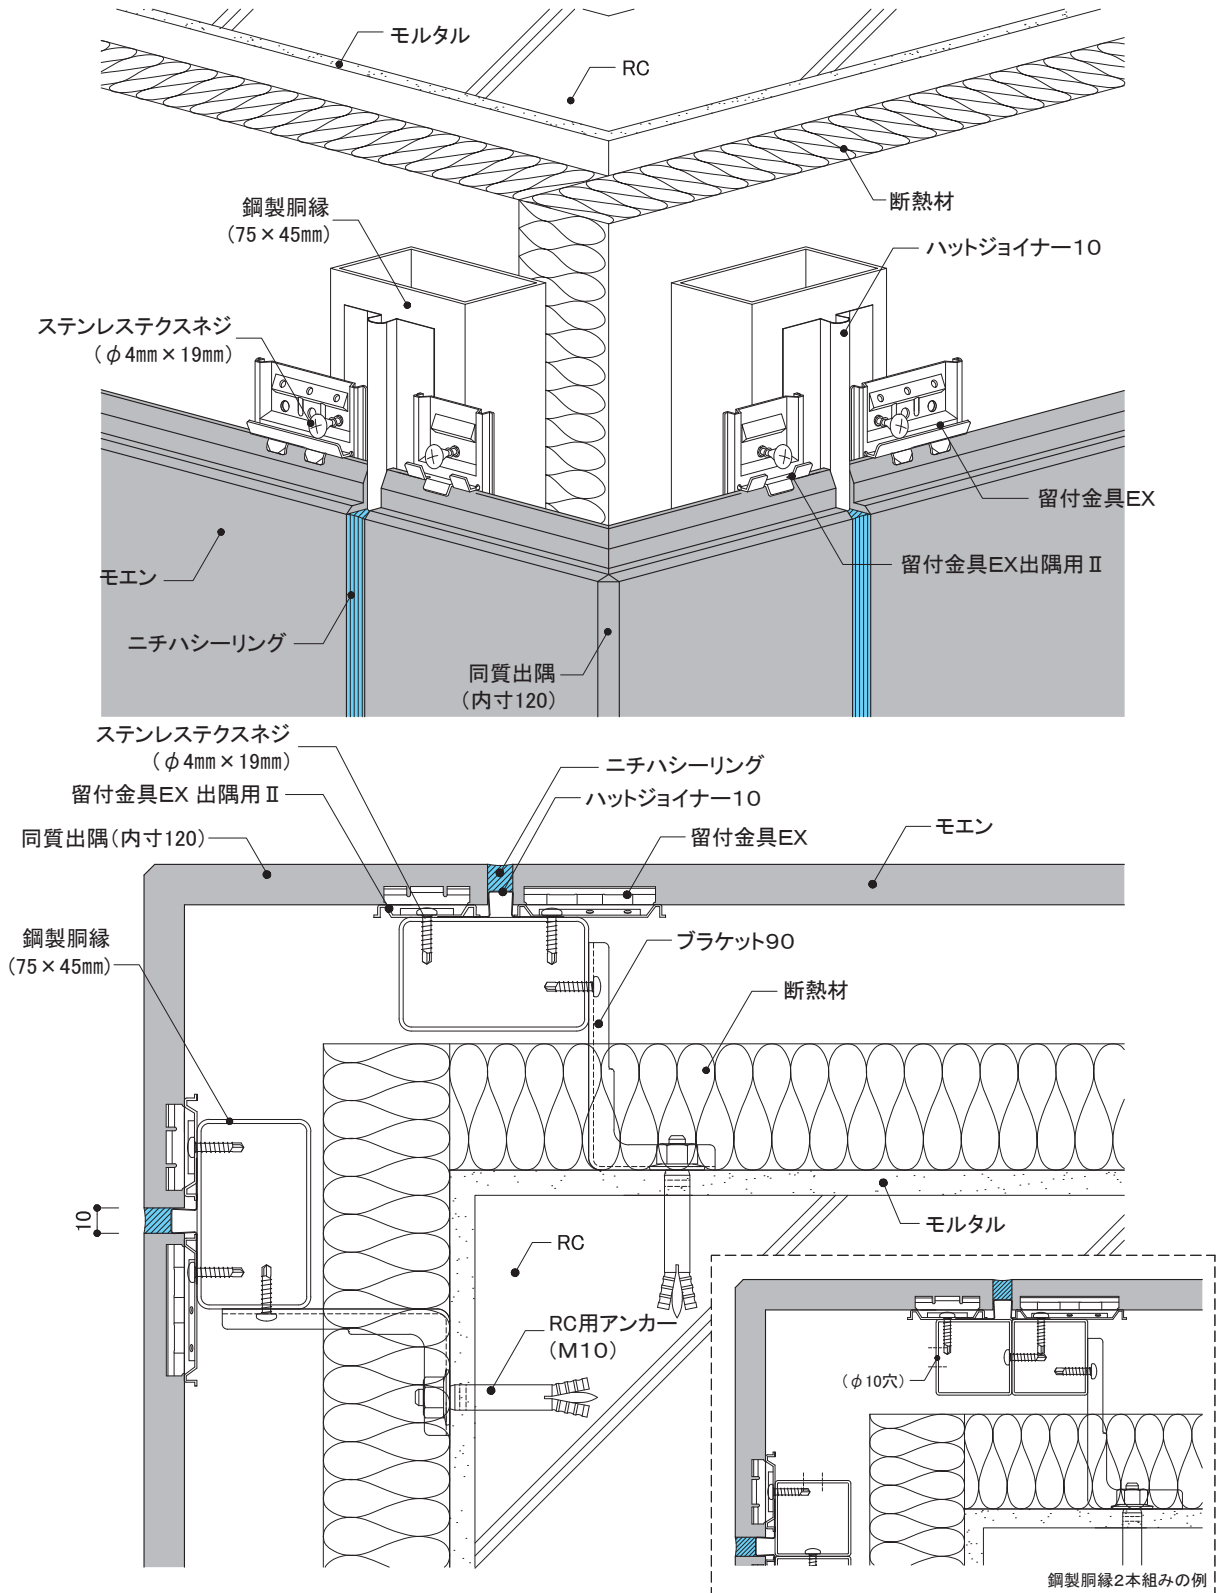 モルタル
RC
断熱材
鋼製胴縁
(75×45mm)
ハットジョイナー10
ステンレステクスネジ
(φ4mm×19mm)
留付金具EX
留付金具EX出隅用Ⅱ
モエン
ニチハシーリング
同質出隅
(内寸120)
ステンレステクスネジ
(φ4mm×19mm)
ニチハシーリング
留付金具EX 出隅用Ⅱ
ハットジョイナー10
同質出隅(内寸120)
留付金具EX
モエン
鋼製胴縁
(75×45mm)
ブラケット90
断熱材
10
モルタル
RC
RC用アンカー
(M10)
(φ10穴)
鋼製胴縁2本組みの例